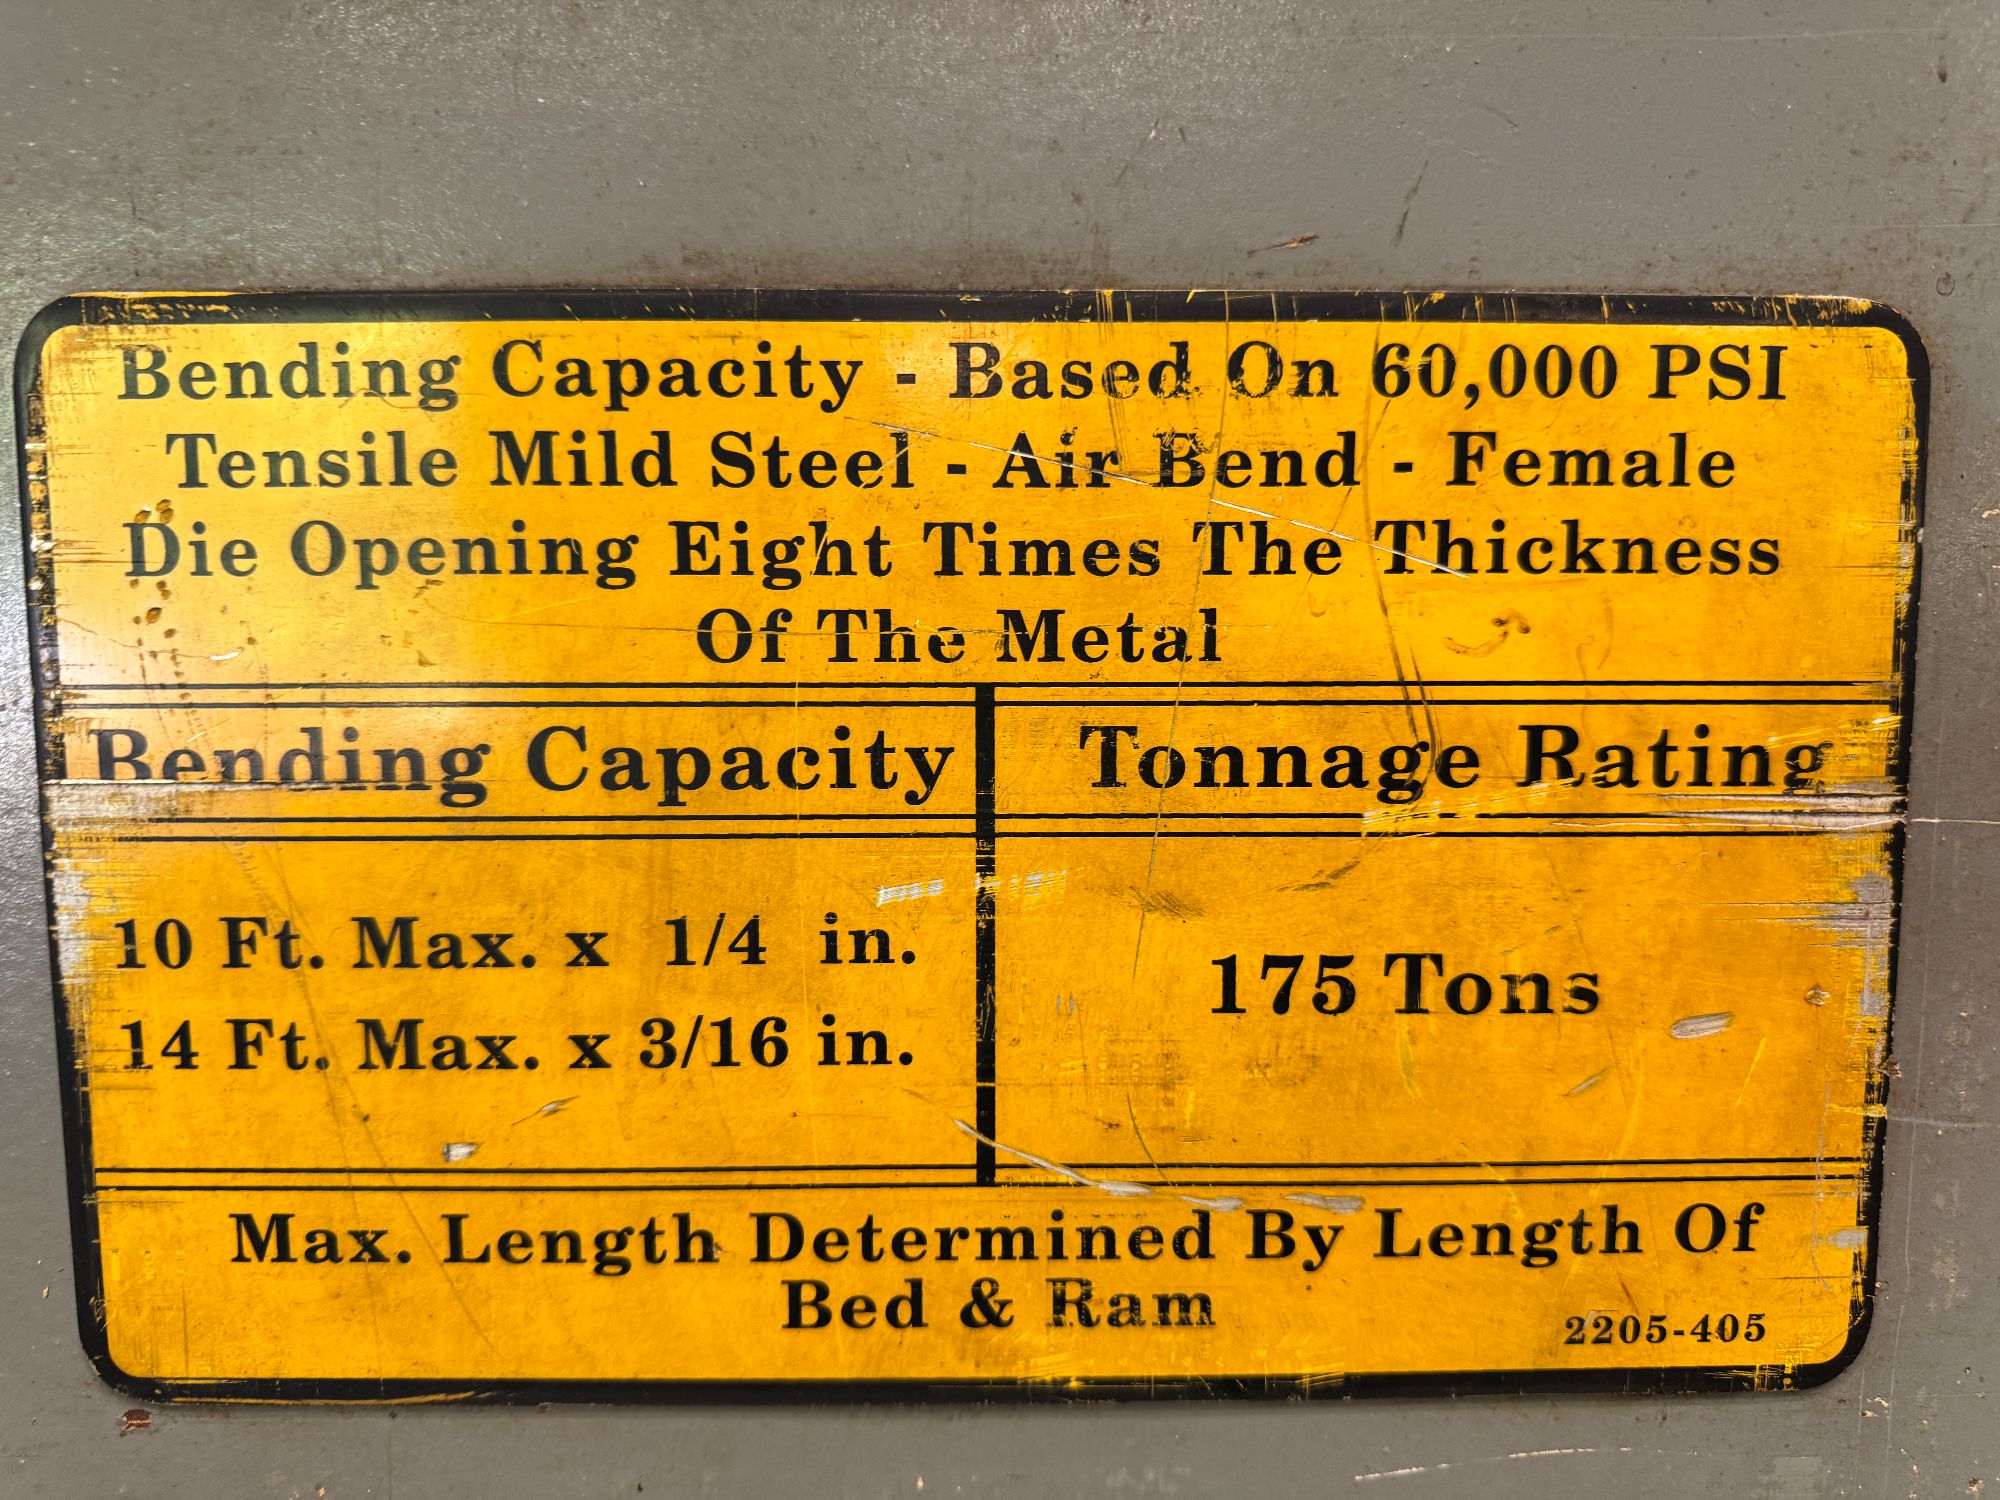 Bending Capacity - Based On 60,000 PSI
Tensile Mild Steel - Air Bend - Female
Die Opening Eight Times The Thickness
Of The Metal
Bending Capacity
Tonnage Rating
10 Ft. Max. x 1/4 in.
14 Ft. Max. x 3/16 in.
175 Tons
Max. Length Determined By Length Of
Bed & Ram
2205-405